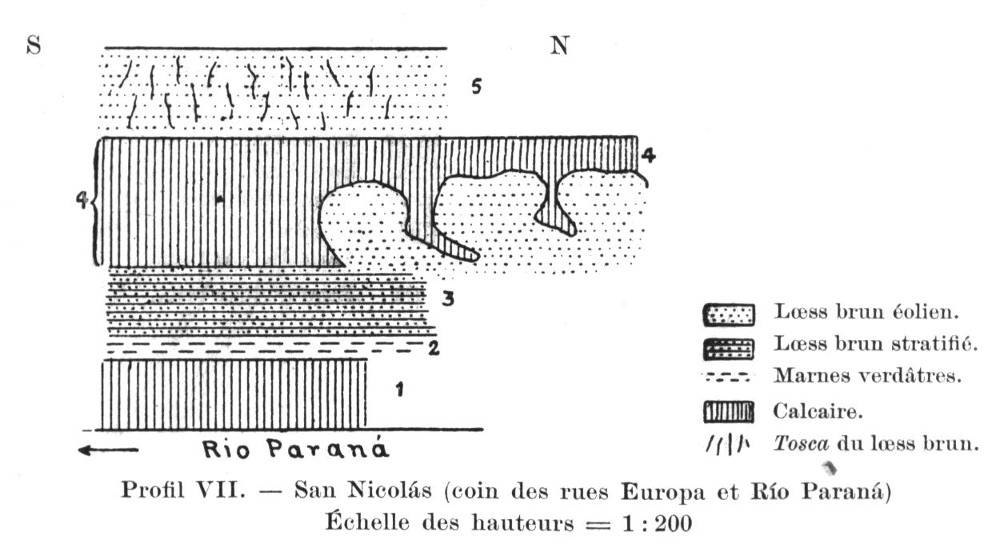 S N
5
4
4
3
2
1
Rio Paraná
Lœss brun éolien.
Lœss brun stratifié.
Marnes verdâtres.
Calcaire.
Tosca du lœss brun.
Profil VII. — San Nicolás (coin des rues Europa et Río Paraná)
Échelle des hauteurs = 1 : 200